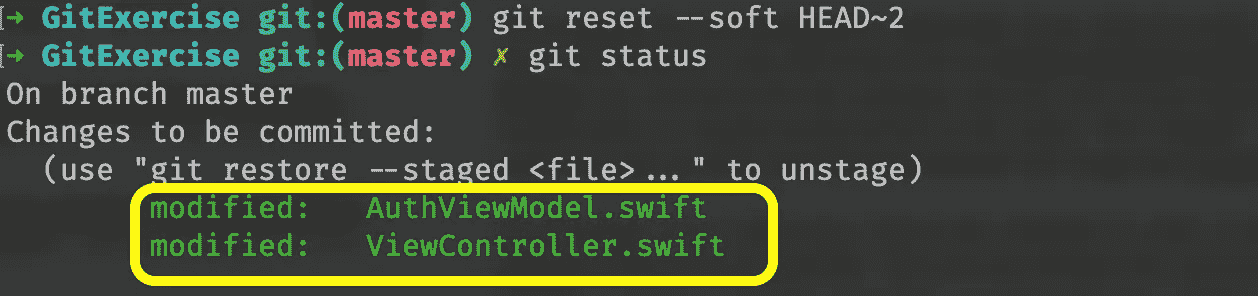 → GitExercise git:(master) git reset --soft HEAD~2
→ GitExercise git:(master) ✗ git status
On branch master
Changes to be committed:
(use "git restore --staged <file>..." to unstage)
modified: AuthViewModel.swift
modified: ViewController.swift